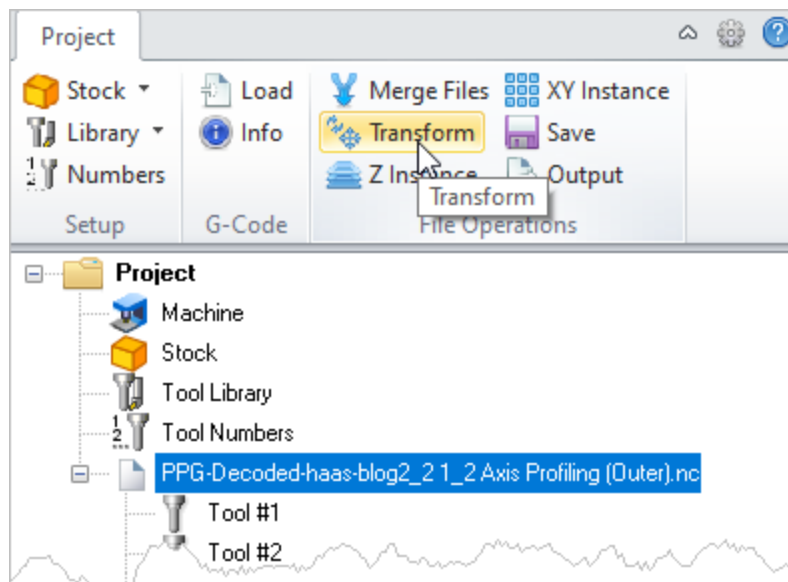 Project
Stock
Load
Merge Files
XY Instance
Library
Info
Transform
Save
Numbers
Z Instance
Output
Transform
Setup
G-Code
File Operations
Project
Machine
Stock
Tool Library
Tool Numbers
PPG-Decoded-haas-blog2_2 1_2 Axis Profiling (Outer).nc
Tool #1
Tool #2